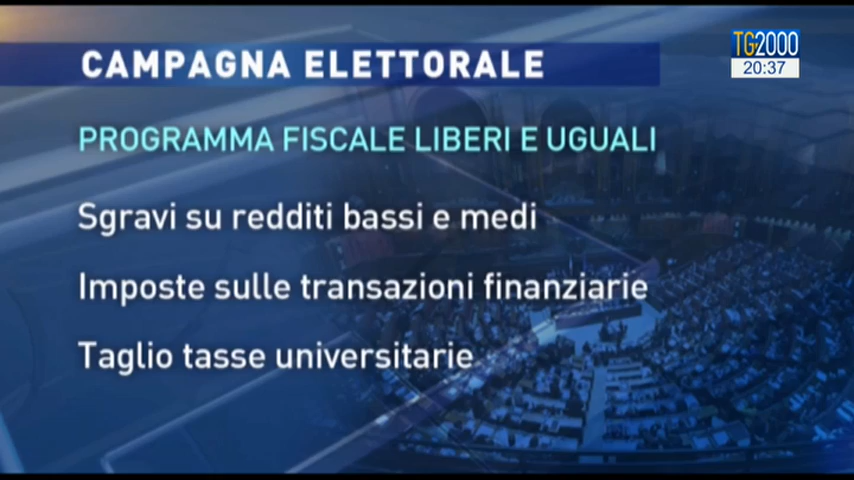 CAMPAGNA ELETTORALE
TG2000
20:37
PROGRAMMA FISCALE LIBERI E UGUALI
Sgravi su redditi bassi e medi
Imposte sulle transazioni finanziarie
Taglio tasse universitarie